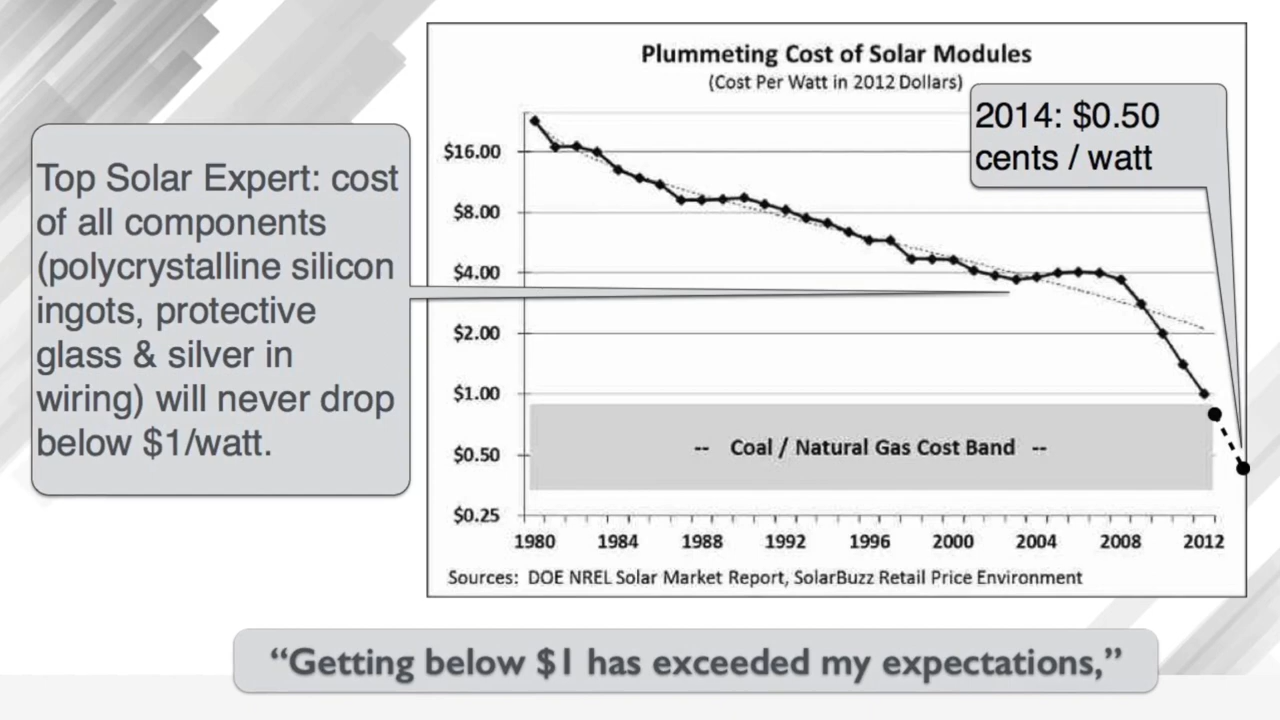 Plummeting Cost of Solar Modules
(Cost Per Watt in 2012 Dollars)
2014: $0.50
cents / watt
Top Solar Expert: cost
of all components
(polycrystalline silicon
ingots, protective
glass & silver in
wiring) will never drop
below $1/watt.
$16.00
$8.00
$4.00
$2.00
$1.00
$0.50
$0.25
-- Coal / Natural Gas Cost Band --
1980 1984 1988 1992 1996 2000 2004 2008 2012
Sources: DOE NREL Solar Market Report, SolarBuzz Retail Price Environment
“Getting below $1 has exceeded my expectations,”